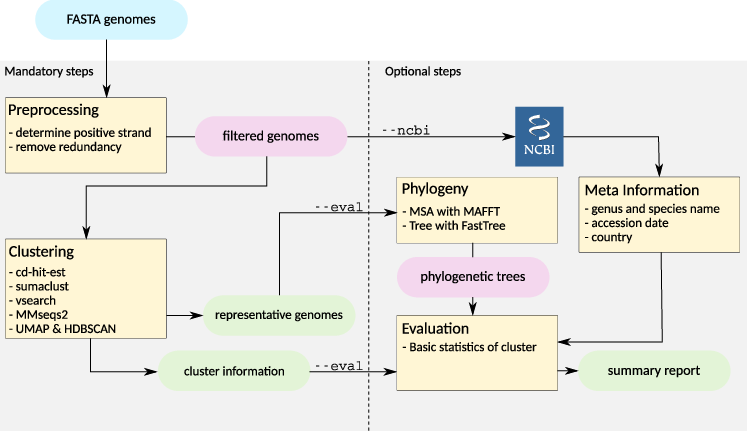 FASTA genomes
Mandatory steps
Optional steps
Preprocessing
- determine positive strand
- remove redundancy
filtered genomes
--ncbi
NCBI
Phylogeny
- MSA with MAFFT
- Tree with FastTree
Meta Information
- genus and species name
- accession date
- country
--eval
Clustering
- cd-hit-est
- sumaclust
- vsearch
- MMseqs2
- UMAP & HDBSCAN
phylogenetic trees
representative genomes
Evaluation
- Basic statistics of cluster
cluster information
--eval
summary report